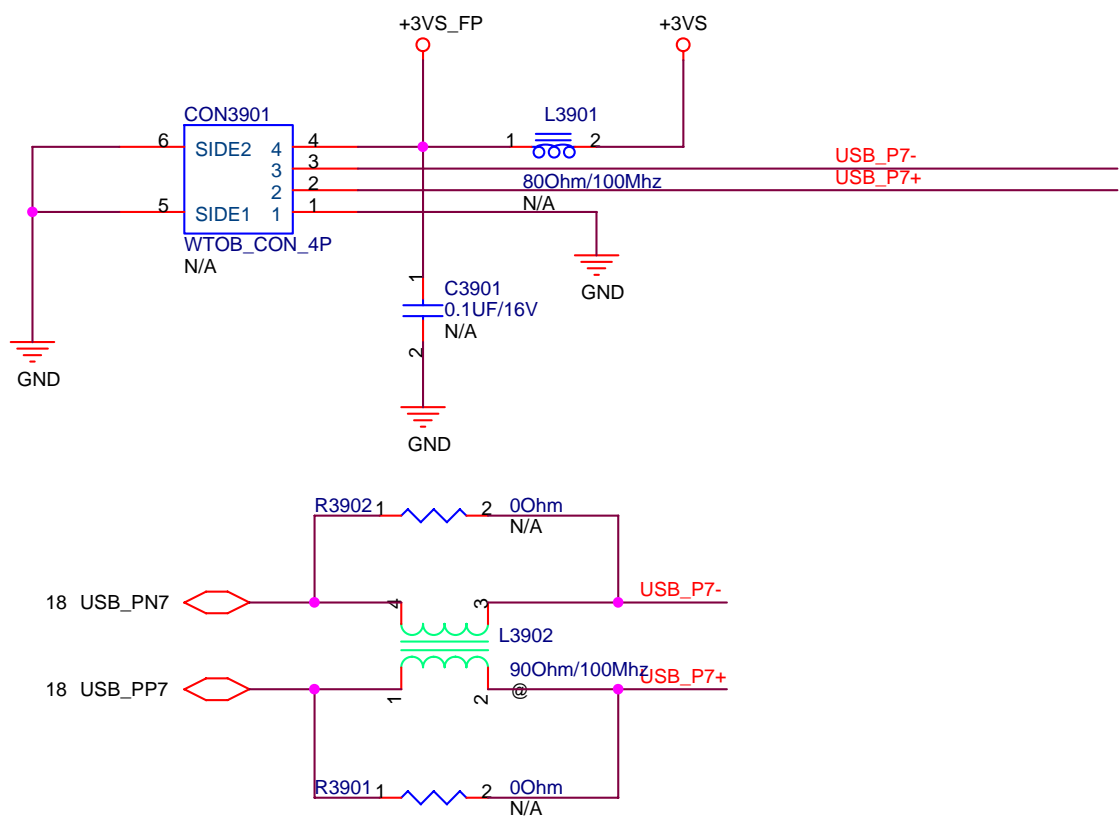 +3VS_FP
+3VS
CON3901
L3901
6 SIDE2 4 4
1 2
3 3
USB_P7-
2 2
80Ohm/100Mhz
USB_P7+
5 SIDE1 1 1
N/A
WTOB_CON_4P
N/A
1
C3901
0.1UF/16V
N/A
2
GND
GND
GND
R3902 1 2 0Ohm
N/A
18 USB_PN7
4 3
USB_P7-
L3902
90Ohm/100Mhz
18 USB_PP7
1 2
@
USB_P7+
R3901 1 2 0Ohm
N/A